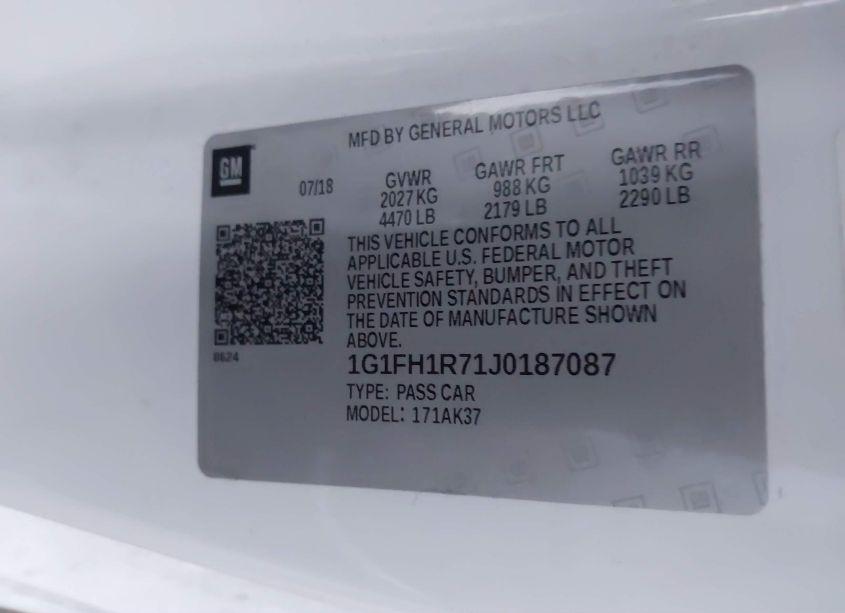 MFD BY GENERAL MOTORS LLC
GM
07/18
GVWR GAWR FRT GAWR RR
2027 KG 988 KG 1039 KG
4470 LB 2179 LB 2290 LB
THIS VEHICLE CONFORMS TO ALL
APPLICABLE U.S. FEDERAL MOTOR
VEHICLE SAFETY, BUMPER, AND THEFT
PREVENTION STANDARDS IN EFFECT ON
THE DATE OF MANUFACTURE SHOWN
ABOVE.
8624
1G1FH1R71J0187087
TYPE: PASS CAR
MODEL: 171AK37